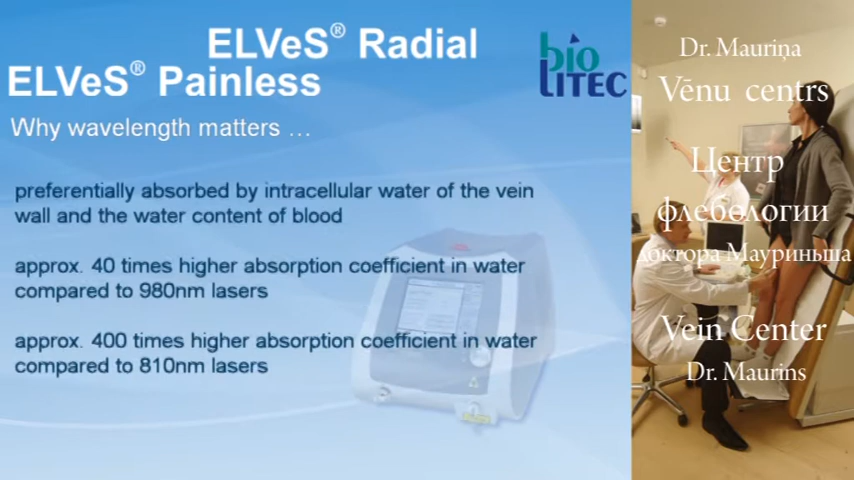 ELVeS® Radial
ELVeS® Painless
bio
LITEC
Why wavelength matters …
preferentially absorbed by intracellular water of the vein
wall and the water content of blood
approx. 40 times higher absorption coefficient in water
compared to 980nm lasers
approx. 400 times higher absorption coefficient in water
compared to 810nm lasers
Dr. Mauriņa
Vēnu centrs
Центр
флебологии
доктора Мауриньша
Vein Center
Dr. Maurins